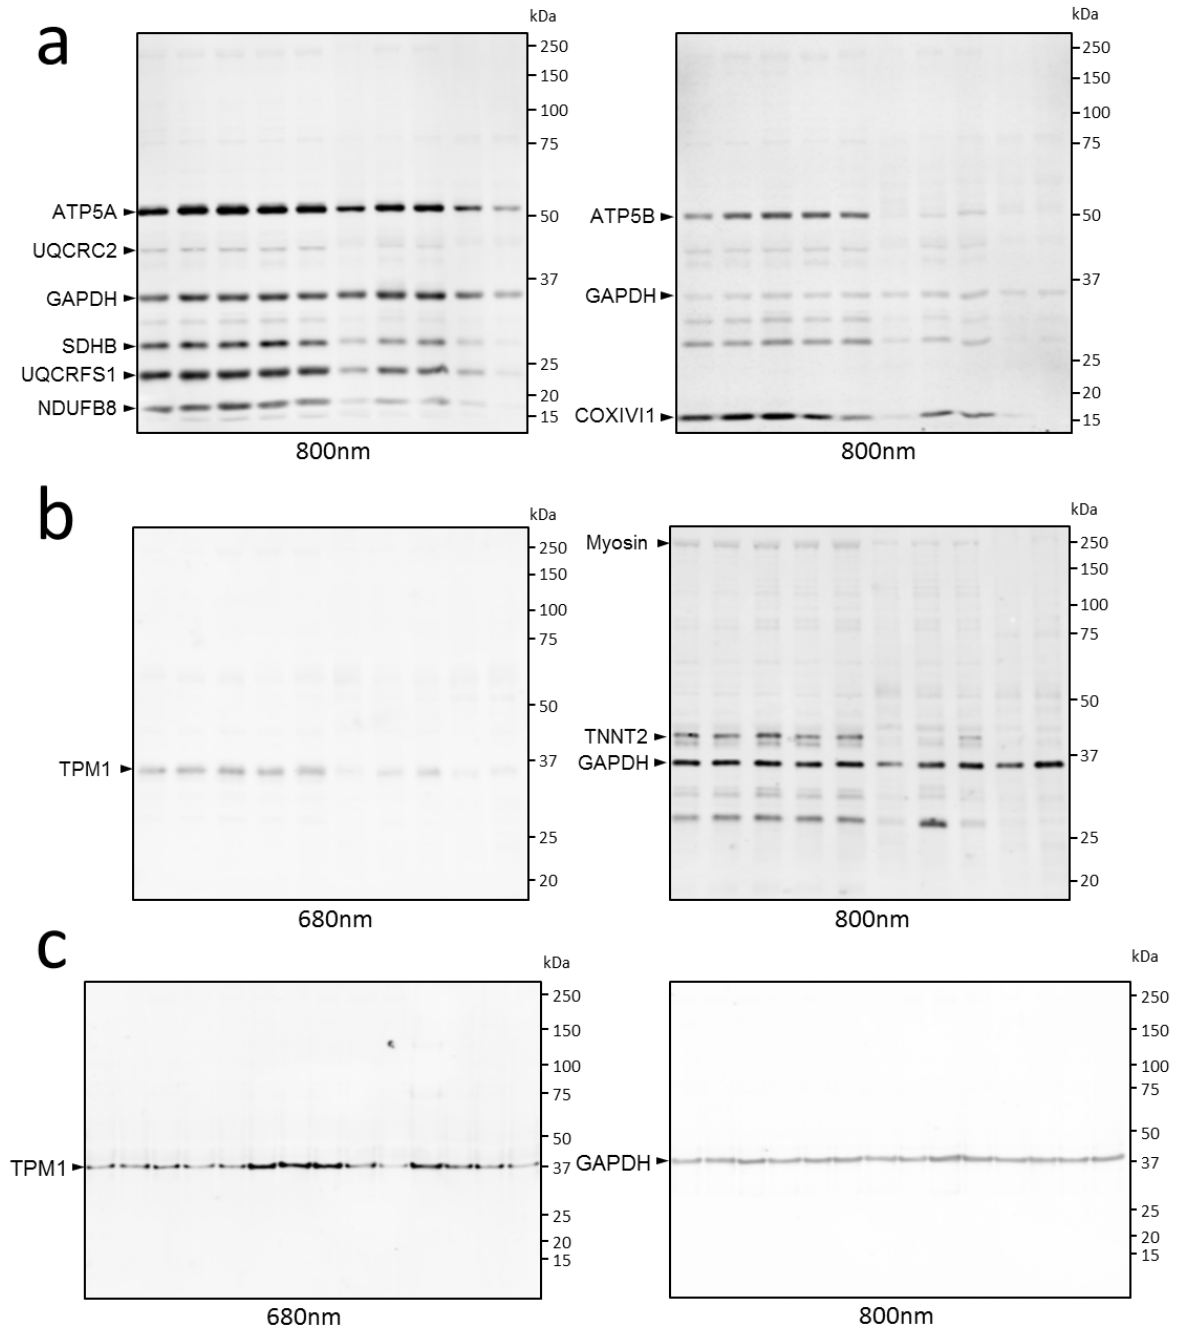 a
kDa
250
150
100
75
50
37
25
20
15
ATP5A
UQCRC2
GAPDH
SDHB
UQCRFS1
NDUFB8
800nm
kDa
250
150
100
75
50
37
25
20
15
ATP5B
GAPDH
COXIVI1
800nm
b
kDa
250
150
100
75
50
37
25
20
TPM1
680nm
kDa
250
150
100
75
50
37
25
20
Myosin
TNNT2
GAPDH
800nm
c
kDa
250
150
100
75
50
37
25
20
15
TPM1
680nm
kDa
250
150
100
75
50
37
25
20
15
GAPDH
800nm